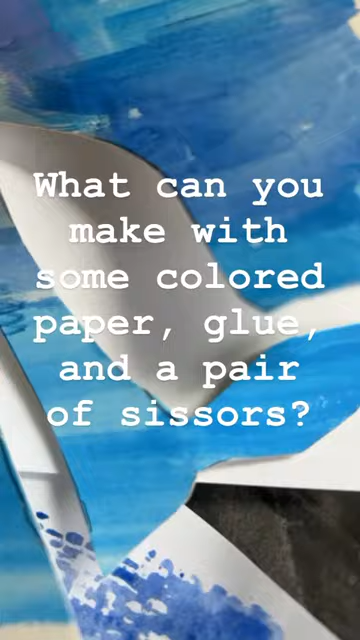 What can you
make with
some colored
paper, glue,
and a pair
of sissors?